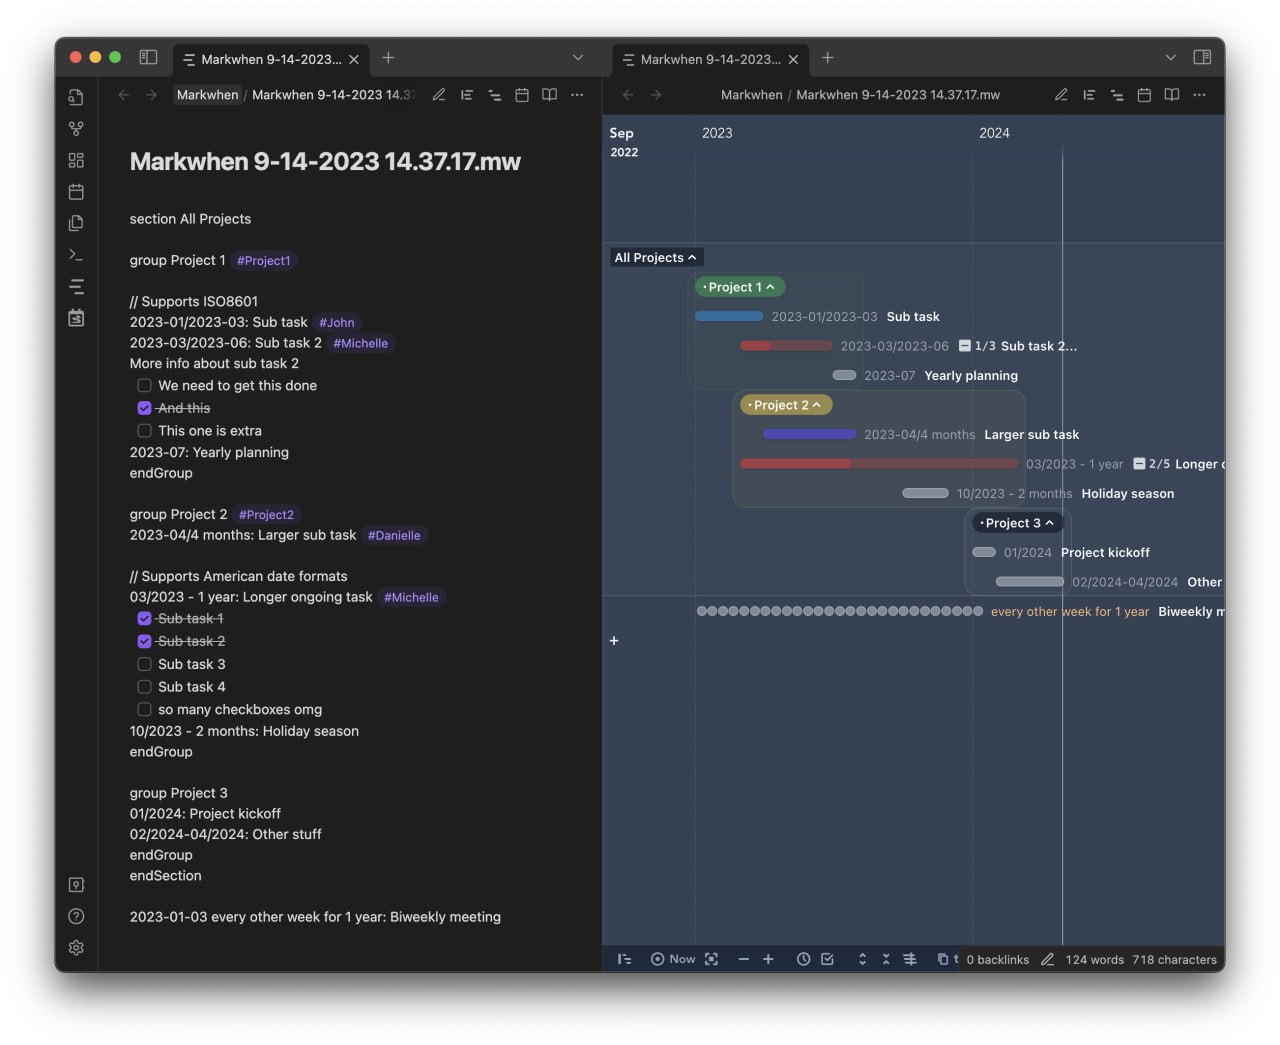 Markwhen 9-14-2023...
Markwhen 9-14-2023...
Markwhen / Markwhen 9-14-2023 14.37
Markwhen / Markwhen 9-14-2023 14.37.17.mw
Markwhen 9-14-2023 14.37.17.mw
section All Projects
group Project 1 #Project1
// Supports ISO8601
2023-01/2023-03: Sub task #John
2023-03/2023-06: Sub task 2 #Michelle
More info about sub task 2
We need to get this done
And this
This one is extra
2023-07: Yearly planning
endGroup
group Project 2 #Project2
2023-04/4 months: Larger sub task #Danielle
// Supports American date formats
03/2023 - 1 year: Longer ongoing task #Michelle
Sub task 1
Sub task 2
Sub task 3
Sub task 4
so many checkboxes omg
10/2023 - 2 months: Holiday season
endGroup
group Project 3
01/2024: Project kickoff
02/2024-04/2024: Other stuff
endGroup
endSection
2023-01-03 every other week for 1 year: Biweekly meeting
Sep 2023 2024
2022
All Projects
Project 1
2023-01/2023-03 Sub task
2023-03/2023-06 1/3 Sub task 2...
2023-07 Yearly planning
Project 2
2023-04/4 months Larger sub task
03/2023 - 1 year 2/5 Longer
10/2023 - 2 months Holiday season
Project 3
01/2024 Project kickoff
02/2024-04/2024 Other
every other week for 1 year Biweekly
Now
0 backlinks 124 words 718 characters